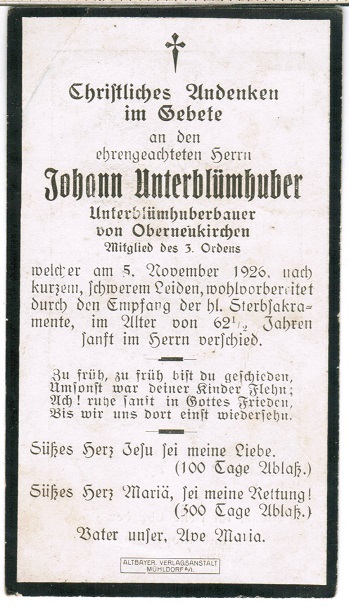 Christliches Andenken
im Gebete
an den
ehrengeachteten Herrn
Johann Unterblümhuber
Unterblümhuberbauer
von Oberneukirchen
Mitglied des 3. Ordens
welcher am 5. November 1926 nach
kurzem, schwerem Leiden, wohlvorbereitet
durch den Empfang der hl. Sterbsakra-
mente, im Alter von 62½ Jahren
sanft im Herrn verschied.
Zu früh, zu früh bist du geschieden,
Umsonst war deiner Kinder Flehn;
Ach! ruhe sanft in Gottes Frieden,
Bis wir uns dort einst wiedersehn.
Süßes Herz Jesu sei meine Liebe.
(100 Tage Ablaß.)
Süßes Herz Mariä, sei meine Rettung!
(300 Tage Ablaß.)
Vater unser, Ave Maria.
ALTBAYER. VERLAGSANSTALT
MÜHLDORF a/I.